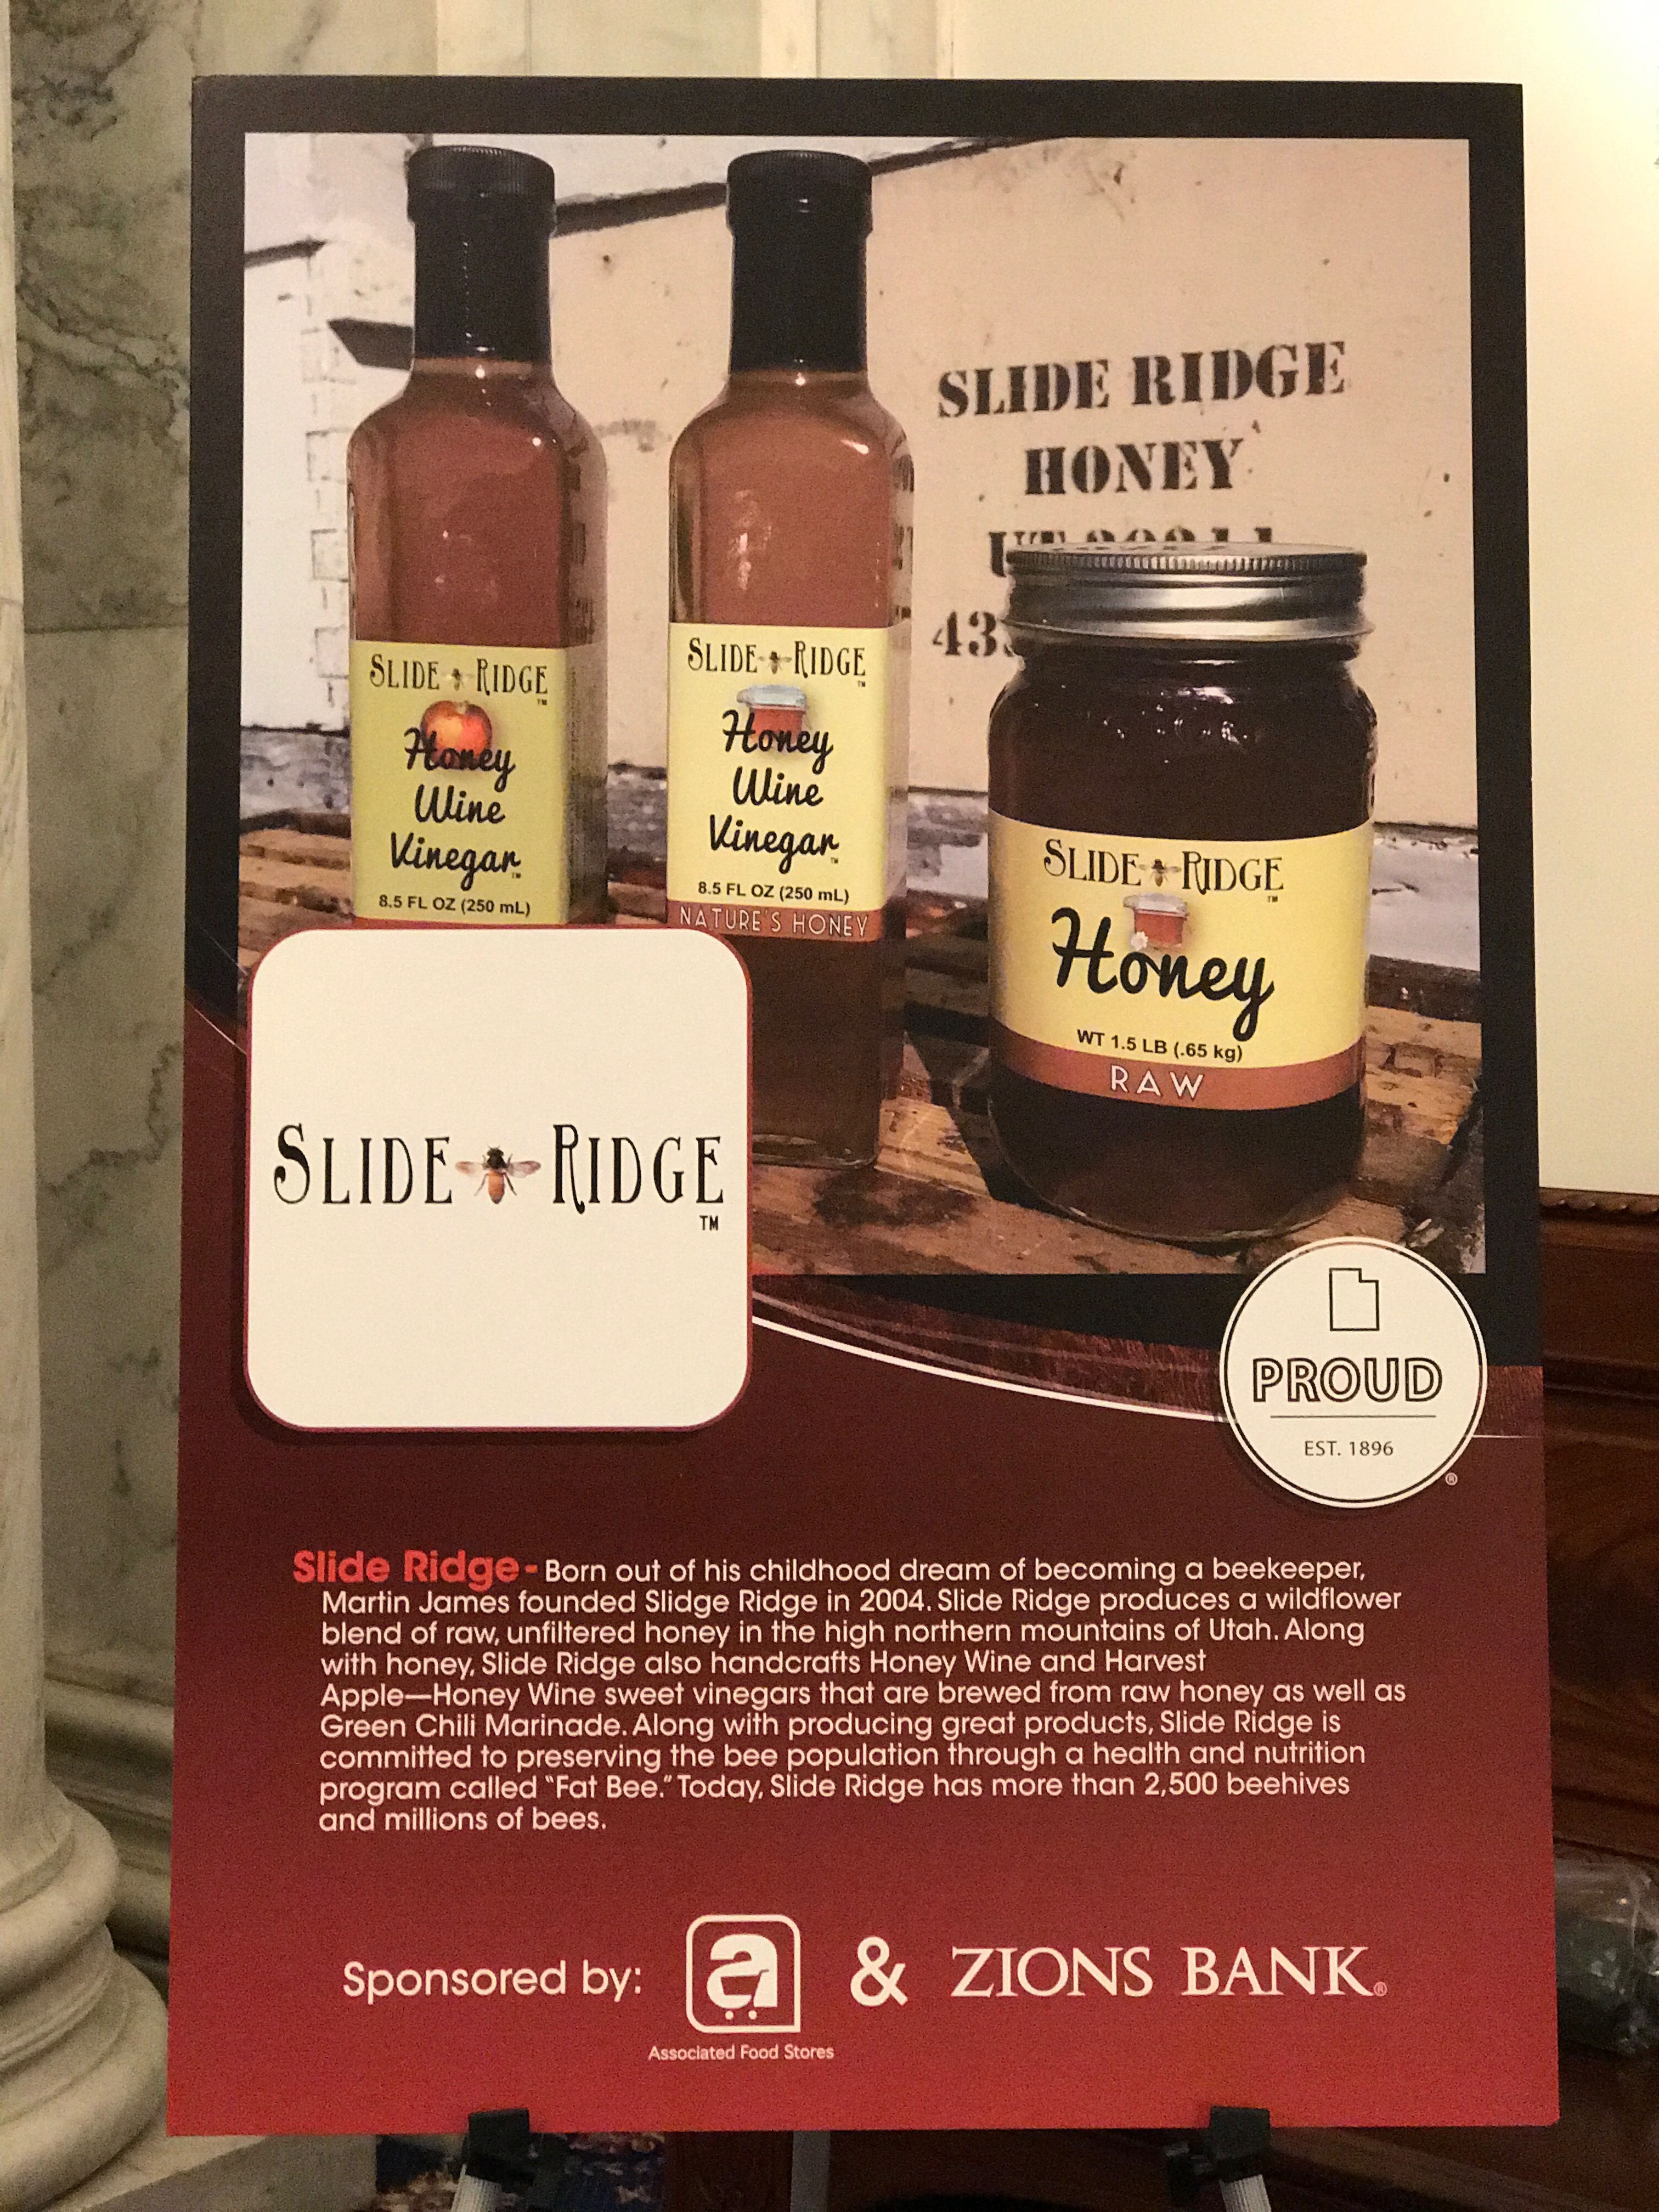 SLIDE RIDGE
HONEY
SLIDE RIDGE
TM
Honey
Wine
Vinegar
TM
8.5 FL OZ (250 mL)
SLIDE RIDGE
TM
Honey
Wine
Vinegar
TM
8.5 FL OZ (250 mL)
NATURE'S HONEY
SLIDE RIDGE
TM
Honey
WT 1.5 LB (.65 kg)
RAW
SLIDE RIDGE
TM
PROUD
EST. 1896
®
Slide Ridge - Born out of his childhood dream of becoming a beekeeper,
Martin James founded Slidge Ridge in 2004. Slide Ridge produces a wildflower
blend of raw, unfiltered honey in the high northern mountains of Utah. Along
with honey, Slide Ridge also handcrafts Honey Wine and Harvest
Apple—Honey Wine sweet vinegars that are brewed from raw honey as well as
Green Chili Marinade. Along with producing great products, Slide Ridge is
committed to preserving the bee population through a health and nutrition
program called "Fat Bee." Today, Slide Ridge has more than 2,500 beehives
and millions of bees.
Sponsored by: a & ZIONS BANK®
Associated Food Stores